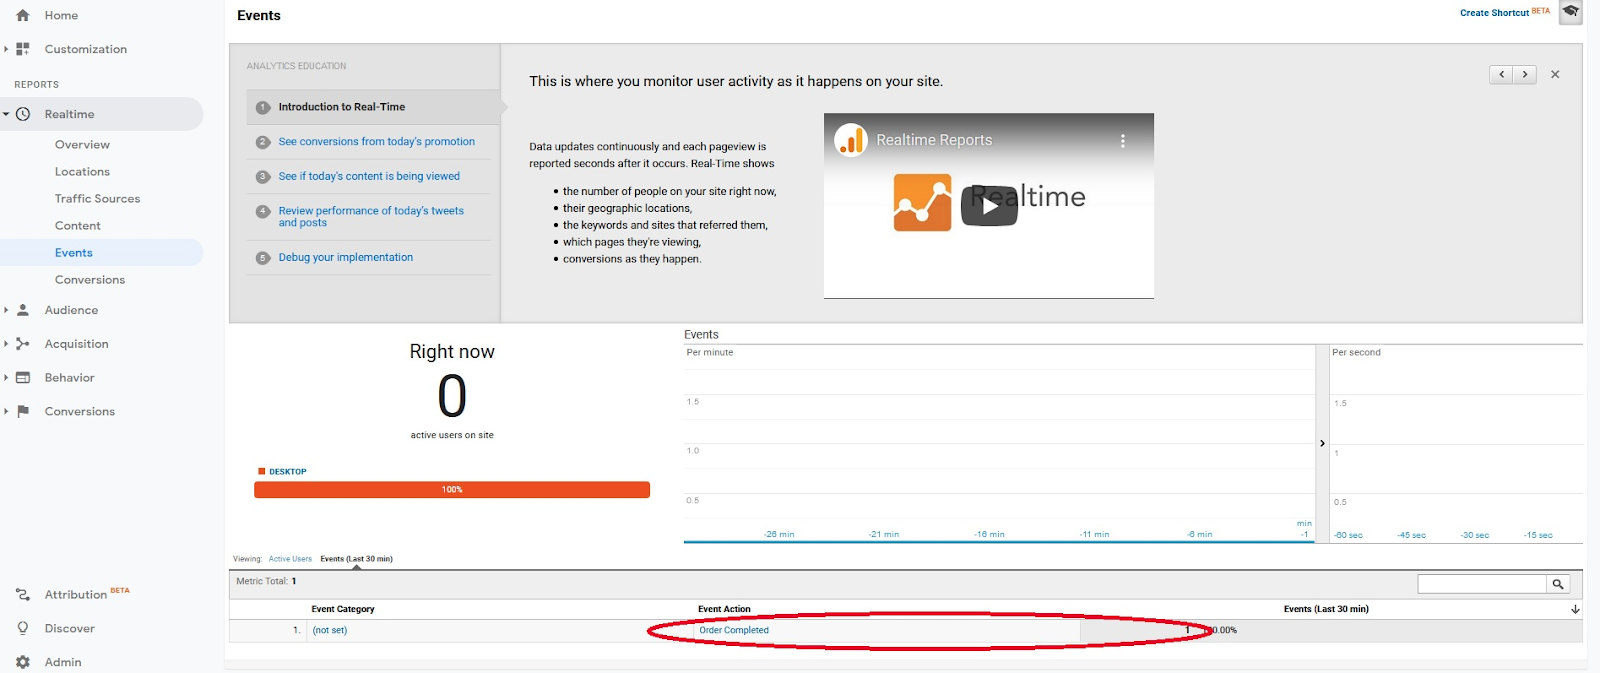 Home
Customization
REPORTS
Realtime
Overview
Locations
Traffic Sources
Content
Events
Conversions
Audience
Acquisition
Behavior
Conversions
Attribution BETA
Discover
Admin
Events
Create Shortcut BETA
ANALYTICS EDUCATION
1 Introduction to Real-Time
2 See conversions from today's promotion
3 See if today's content is being viewed
4 Review performance of today's tweets
and posts
5 Debug your implementation
This is where you monitor user activity as it happens on your site.
Data updates continuously and each pageview is
reported seconds after it occurs. Real-Time shows
• the number of people on your site right now,
• their geographic locations,
• the keywords and sites that referred them,
• which pages they're viewing,
• conversions as they happen.
Realtime Reports
Realtime
Right now
0
active users on site
DESKTOP
100%
Events
Per minute
1.5
1.0
0.5
min
-26 min -21 min -16 min -11 min -6 min -1
Per second
1.5
1
0.5
-60 sec -45 sec -30 sec -15 sec
Viewing: Active Users Events (Last 30 min)
Metric Total: 1
Event Category Event Action Events (Last 30 min)
1. (not set) Order Completed 1